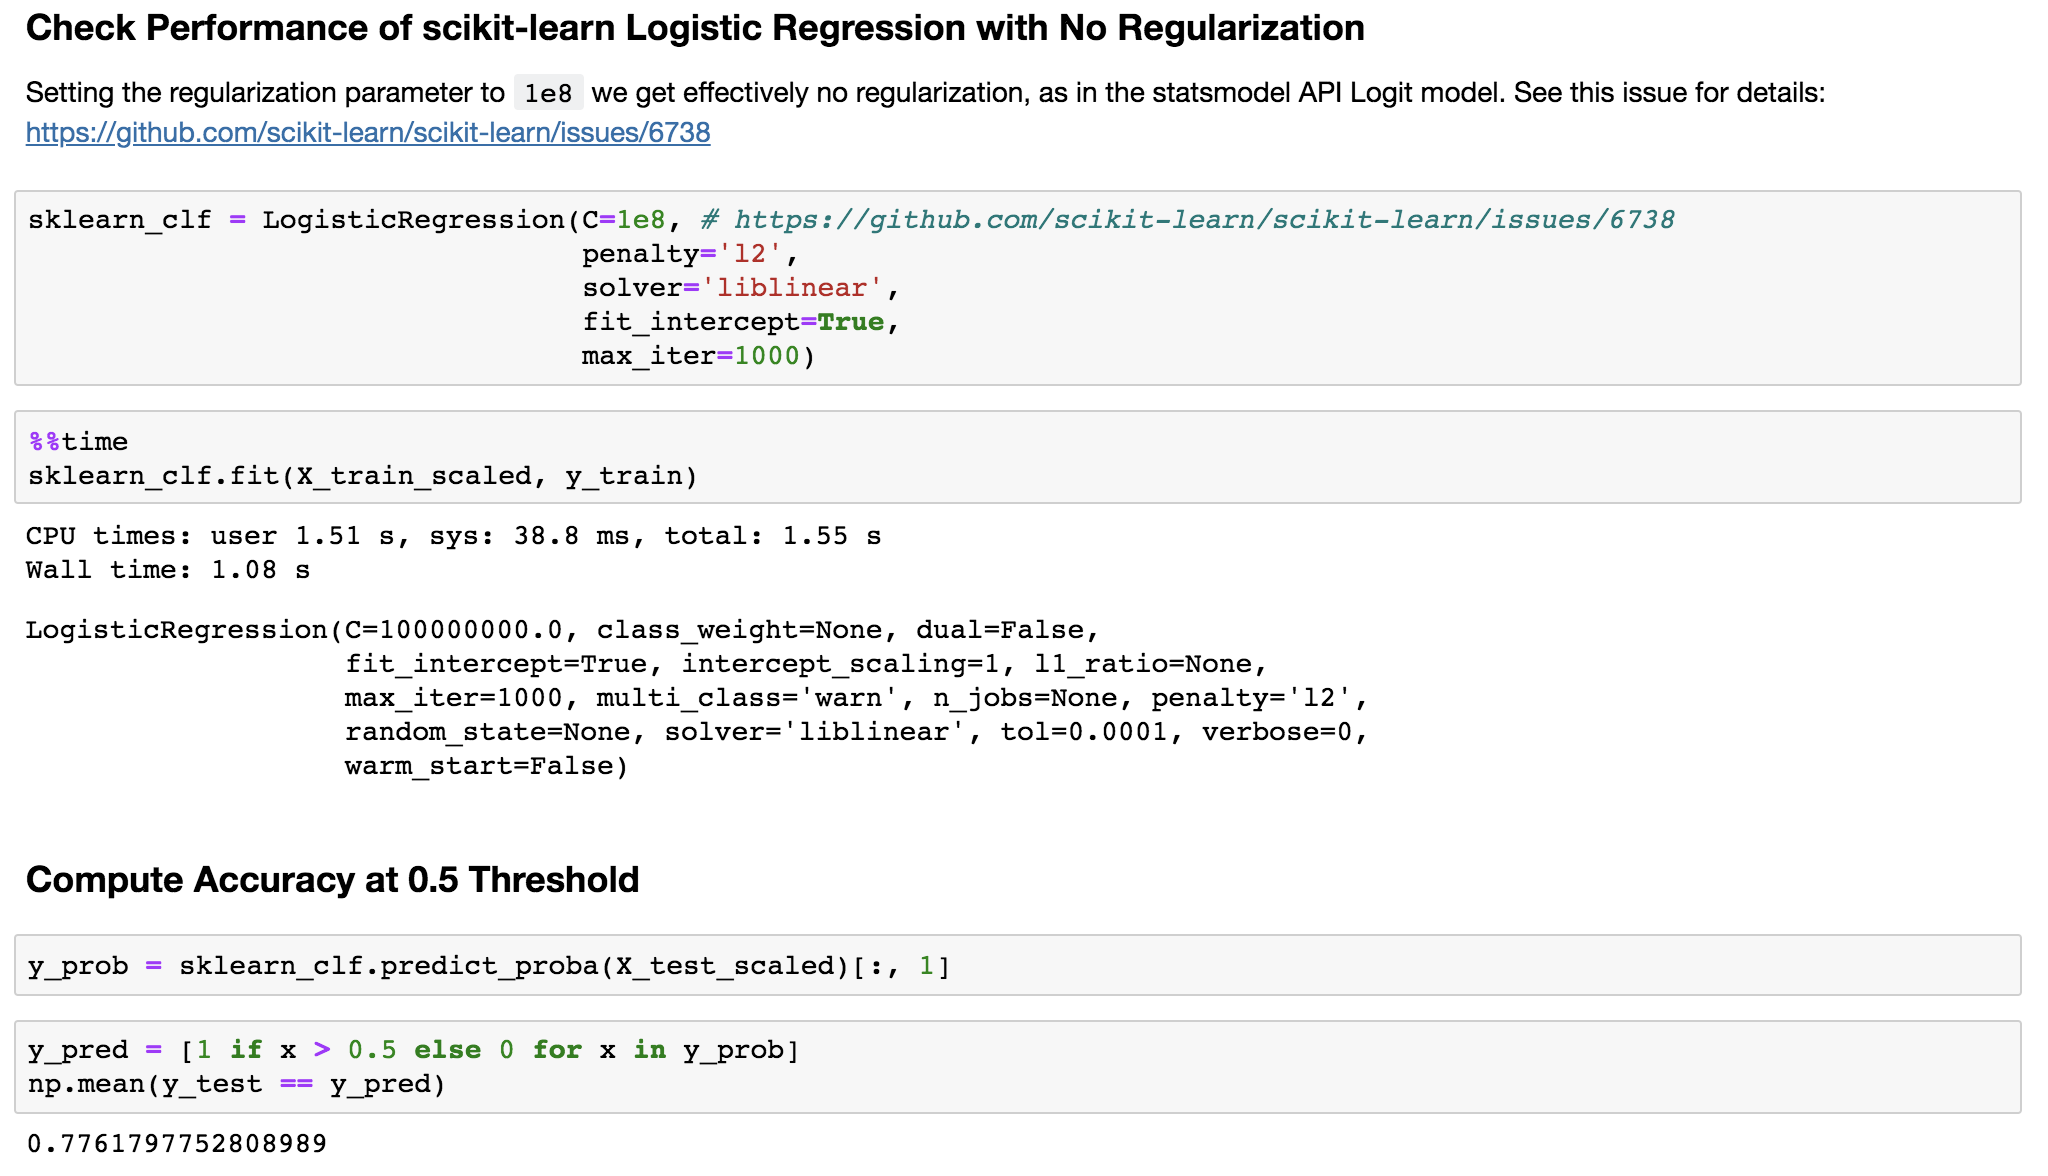 Check Performance of scikit-learn Logistic Regression with No Regularization
Setting the regularization parameter to 1e8 we get effectively no regularization, as in the statsmodel API Logit model. See this issue for details:
https://github.com/scikit-learn/scikit-learn/issues/6738
sklearn_clf = LogisticRegression(C=1e8, # https://github.com/scikit-learn/scikit-learn/issues/6738
penalty='l2',
solver='liblinear',
fit_intercept=True,
max_iter=1000)
%%time
sklearn_clf.fit(X_train_scaled, y_train)
CPU times: user 1.51 s, sys: 38.8 ms, total: 1.55 s
Wall time: 1.08 s
LogisticRegression(C=100000000.0, class_weight=None, dual=False,
fit_intercept=True, intercept_scaling=1, l1_ratio=None,
max_iter=1000, multi_class='warn', n_jobs=None, penalty='l2',
random_state=None, solver='liblinear', tol=0.0001, verbose=0,
warm_start=False)
Compute Accuracy at 0.5 Threshold
y_prob = sklearn_clf.predict_proba(X_test_scaled)[:, 1]
y_pred = [1 if x > 0.5 else 0 for x in y_prob]
np.mean(y_test == y_pred)
0.7761797752808989